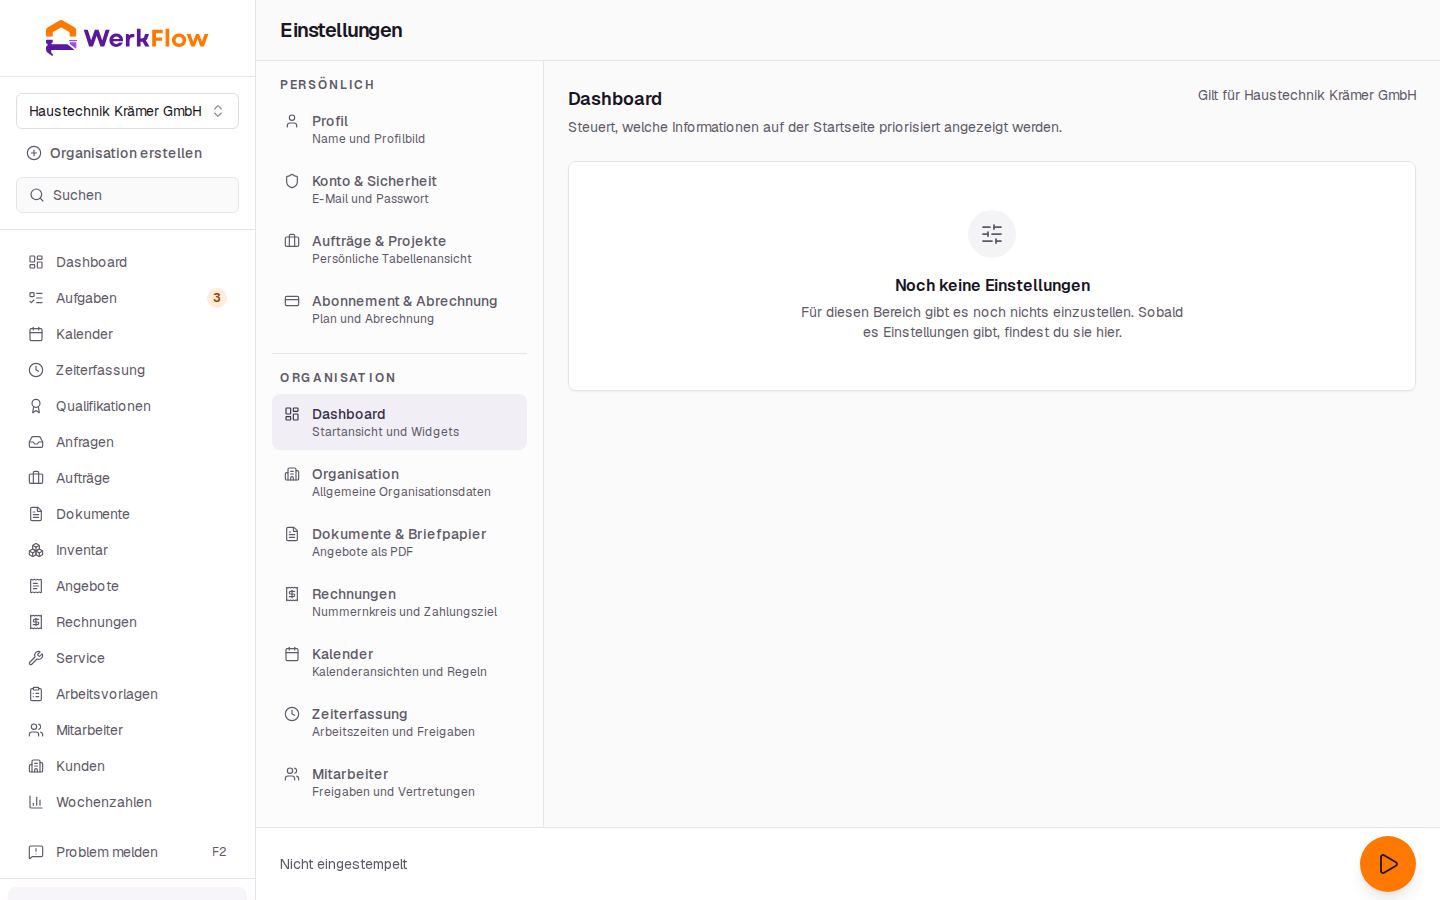 WerkFlow
Haustechnik Krämer GmbH
Organisation erstellen
Suchen
Dashboard
Aufgaben 3
Kalender
Zeiterfassung
Qualifikationen
Anfragen
Aufträge
Dokumente
Inventar
Angebote
Rechnungen
Service
Arbeitsvorlagen
Mitarbeiter
Kunden
Wochenzahlen
Problem melden F2
Einstellungen
PERSÖNLICH
Profil
Name und Profilbild
Konto & Sicherheit
E-Mail und Passwort
Aufträge & Projekte
Persönliche Tabellenansicht
Abonnement & Abrechnung
Plan und Abrechnung
ORGANISATION
Dashboard
Startansicht und Widgets
Organisation
Allgemeine Organisationsdaten
Dokumente & Briefpapier
Angebote als PDF
Rechnungen
Nummernkreis und Zahlungsziel
Kalender
Kalenderansichten und Regeln
Zeiterfassung
Arbeitszeiten und Freigaben
Mitarbeiter
Freigaben und Vertretungen
Dashboard
Gilt für Haustechnik Krämer GmbH
Steuert, welche Informationen auf der Startseite priorisiert angezeigt werden.
Noch keine Einstellungen
Für diesen Bereich gibt es noch nichts einzustellen. Sobald
es Einstellungen gibt, findest du sie hier.
Nicht eingestempelt